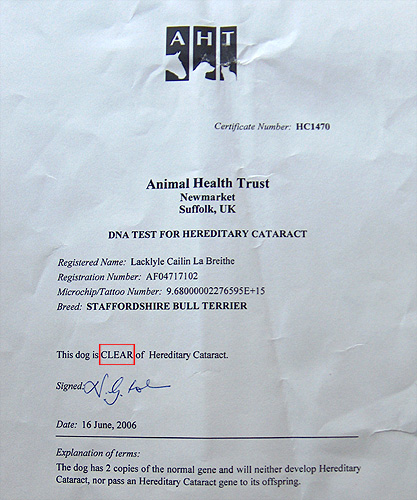 AHT
Certificate Number: HC1470
Animal Health Trust
Newmarket
Suffolk, UK
DNA TEST FOR HEREDITARY CATARACT
Registered Name: Lacklyle Cailin La Breithe
Registration Number: AF04717102
Microchip/Tattoo Number: 9.68000002276595E+15
Breed: STAFFORDSHIRE BULL TERRIER
This dog is CLEAR of Hereditary Cataract.
Signed:
Date: 16 June, 2006
Explanation of terms:
The dog has 2 copies of the normal gene and will neither develop Hereditary
Cataract, nor pass an Hereditary Cataract gene to its offspring.